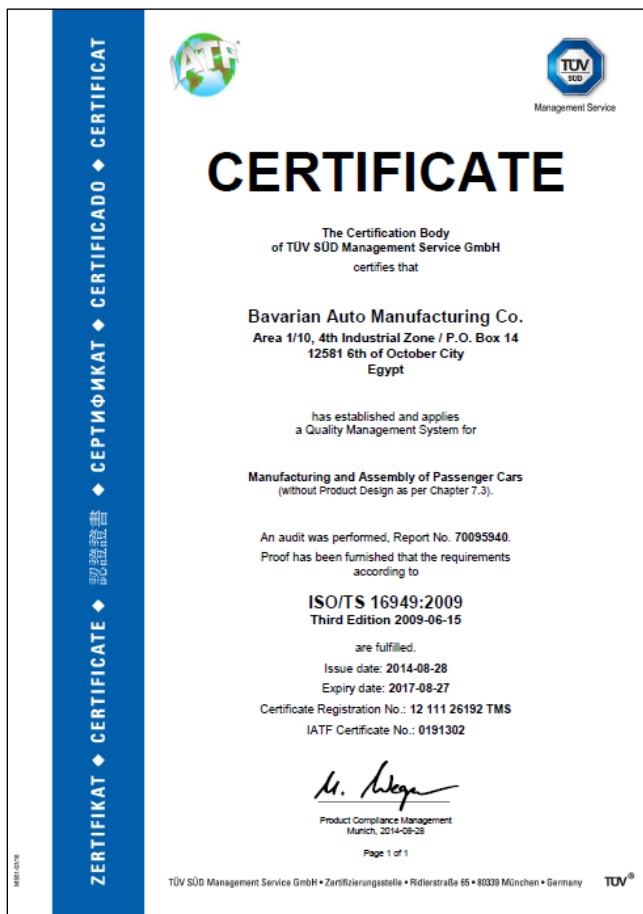 ZERTIFIKAT ◆ CERTIFICATE ◆ 認證證書 ◆ СЕРТИФИКАТ ◆ CERTIFICADO ◆ CERTIFICAT
IATF
TÜV
SÜD
Management Service
CERTIFICATE
The Certification Body
of TÜV SÜD Management Service GmbH
certifies that
Bavarian Auto Manufacturing Co.
Area 1/10, 4th Industrial Zone / P.O. Box 14
12581 6th of October City
Egypt
has established and applies
a Quality Management System for
Manufacturing and Assembly of Passenger Cars
(without Product Design as per Chapter 7.3).
An audit was performed, Report No. 70095940.
Proof has been furnished that the requirements
according to
ISO/TS 16949:2009
Third Edition 2009-06-15
are fulfilled.
Issue date: 2014-08-28
Expiry date: 2017-08-27
Certificate Registration No.: 12 111 26192 TMS
IATF Certificate No.: 0191302
Product Compliance Management
Munich, 2014-08-28
Page 1 of 1
TÜV SÜD Management Service GmbH • Zertifizierungsstelle • Ridlerstraße 65 • 80339 München • Germany
TÜV®